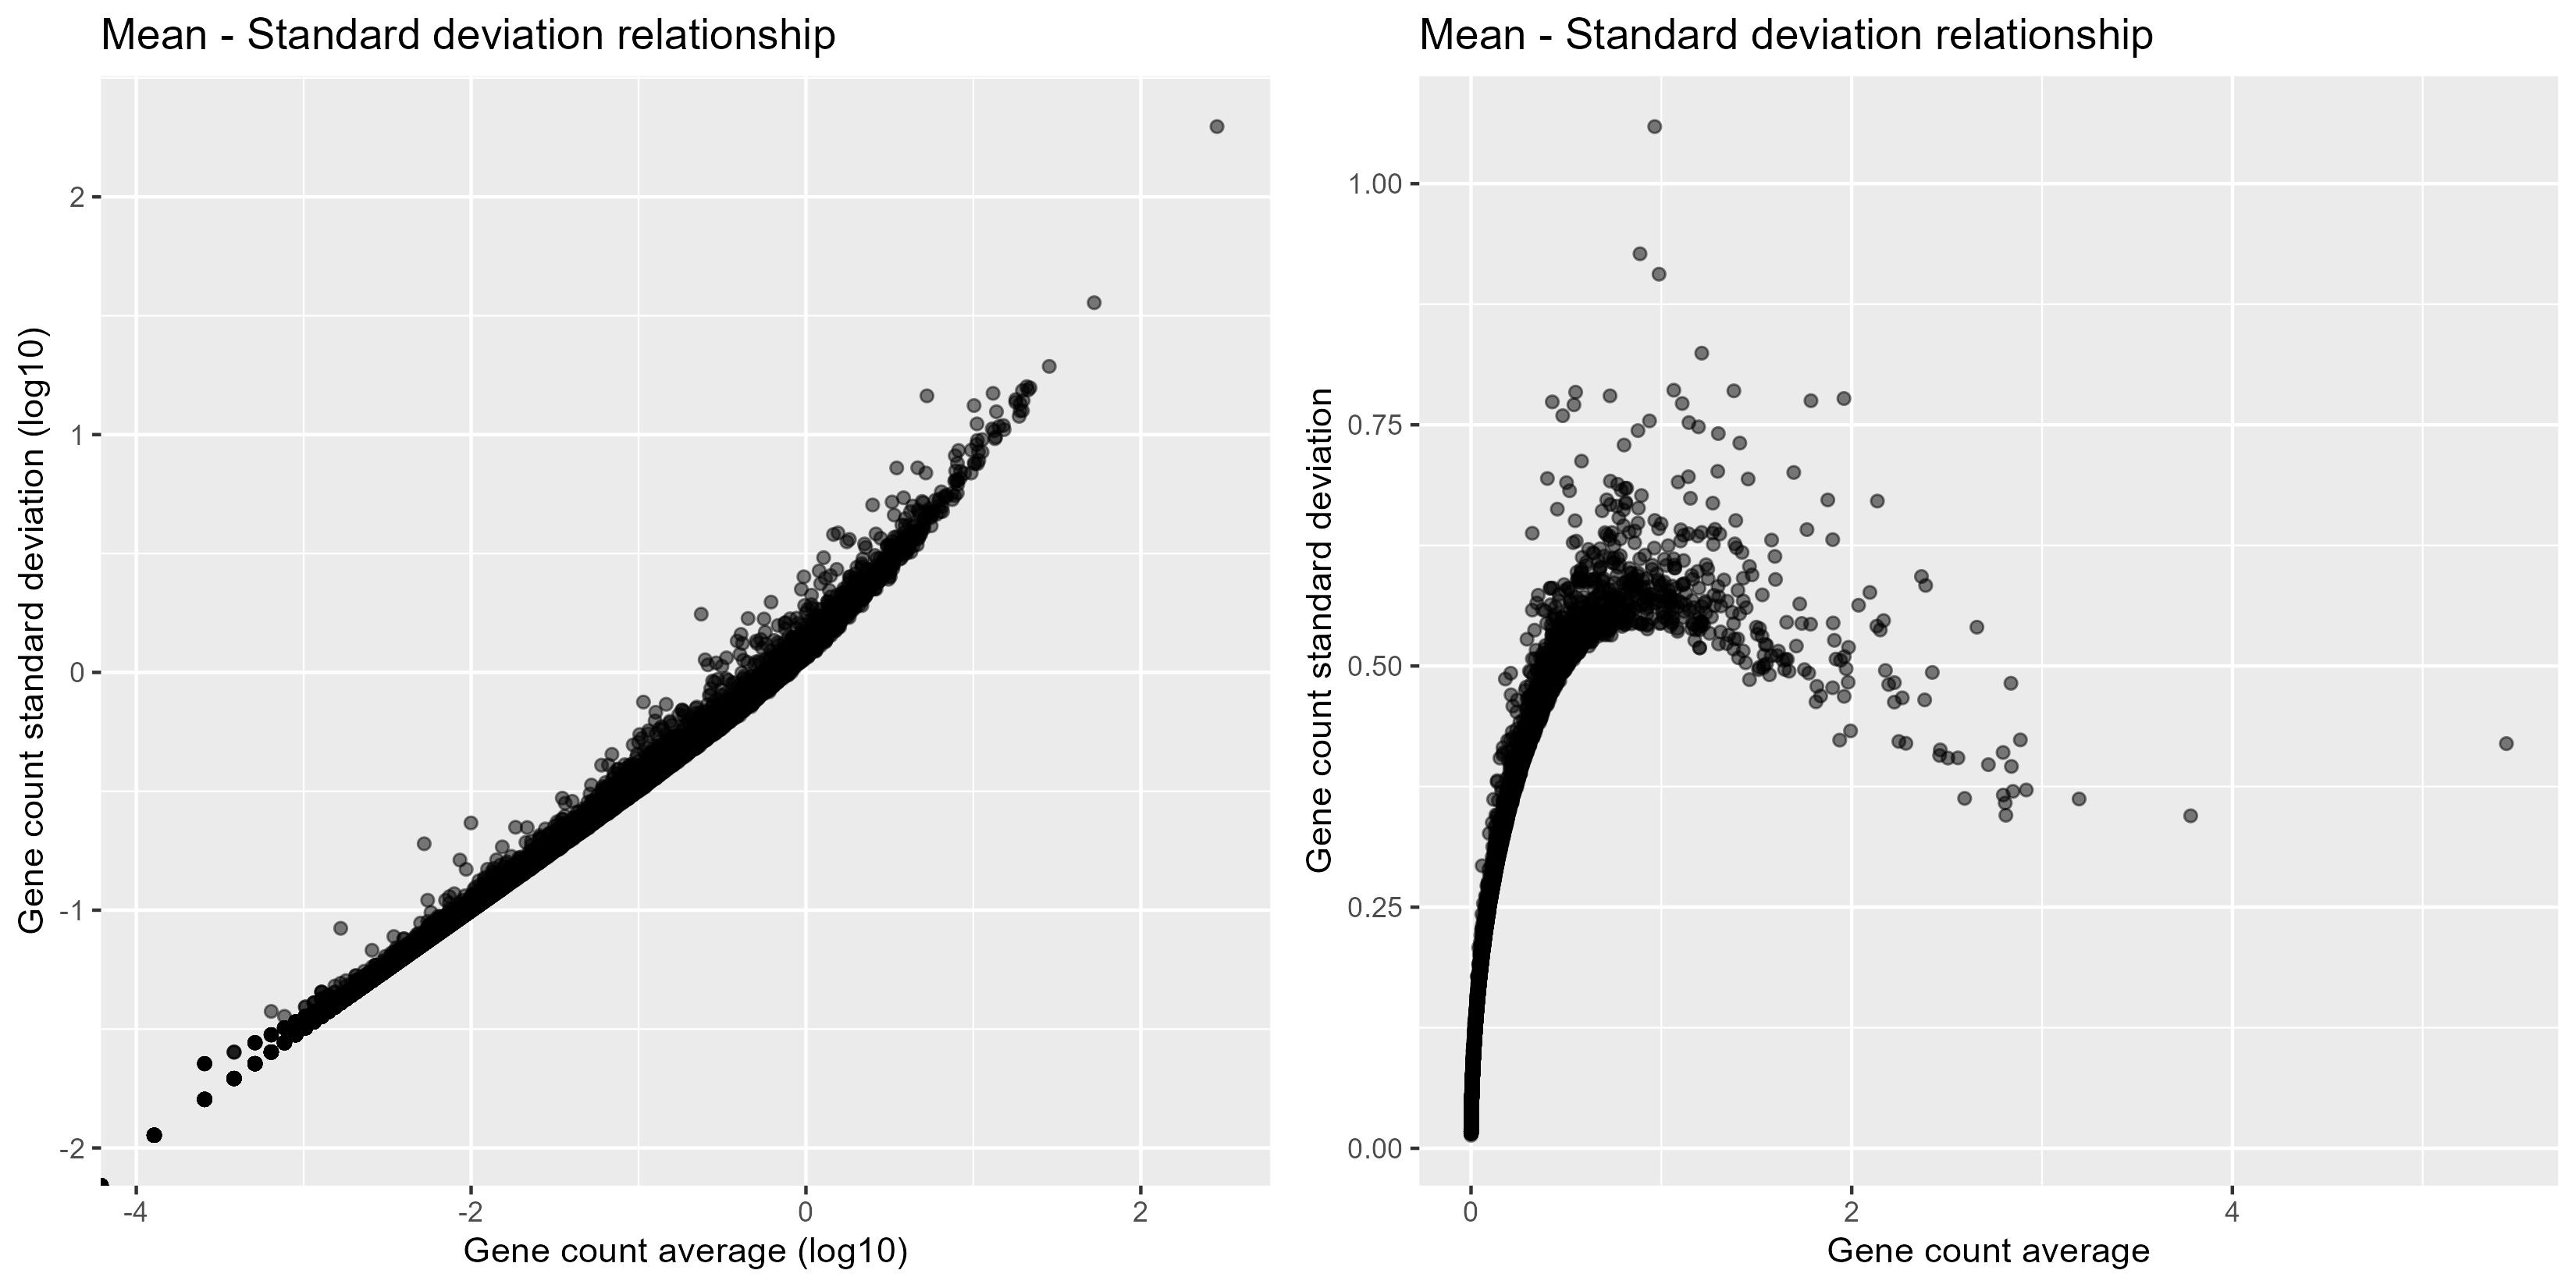 Mean - Standard deviation relationship
Gene count standard deviation (log10)
2
1
0
-1
-2
-4
-2
0
2
Gene count average (log10)
Mean - Standard deviation relationship
Gene count standard deviation
1.00
0.75
0.50
0.25
0.00
0
2
4
Gene count average